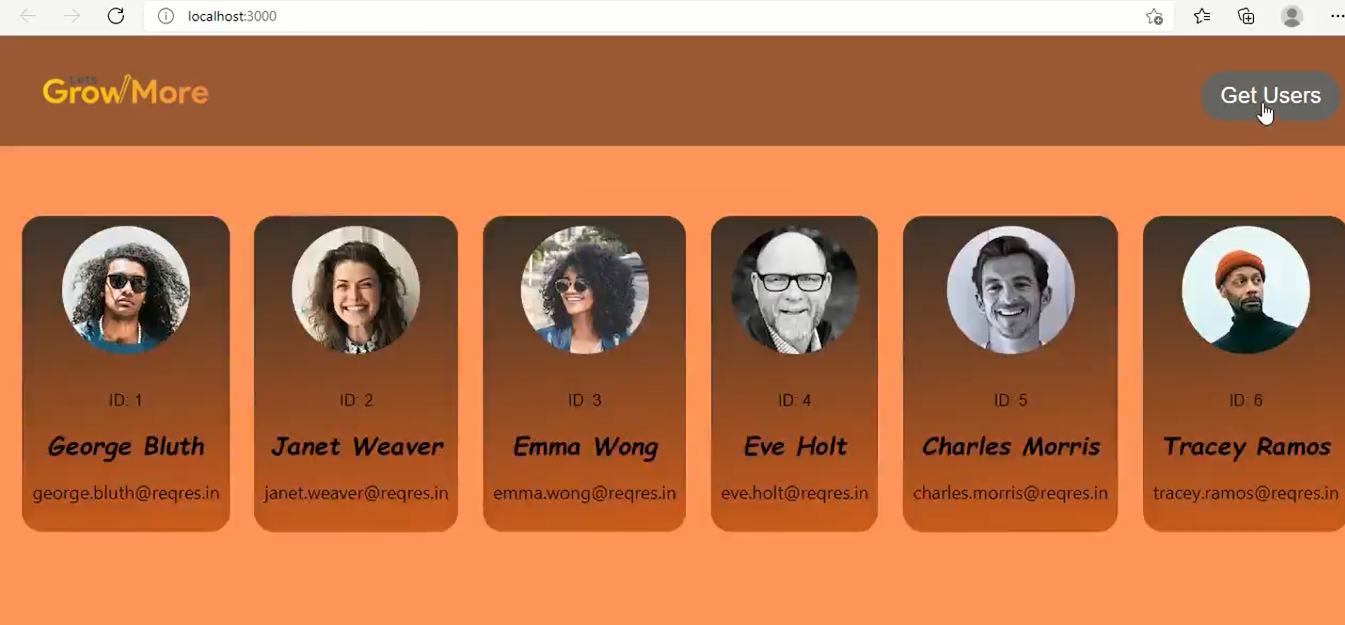 localhost:3000
Lets
GrowMore
Get Users
ID: 1
George Bluth
george.bluth@reqres.in
ID: 2
Janet Weaver
janet.weaver@reqres.in
ID: 3
Emma Wong
emma.wong@reqres.in
ID: 4
Eve Holt
eve.holt@reqres.in
ID: 5
Charles Morris
charles.morris@reqres.in
ID: 6
Tracey Ramos
tracey.ramos@reqres.in